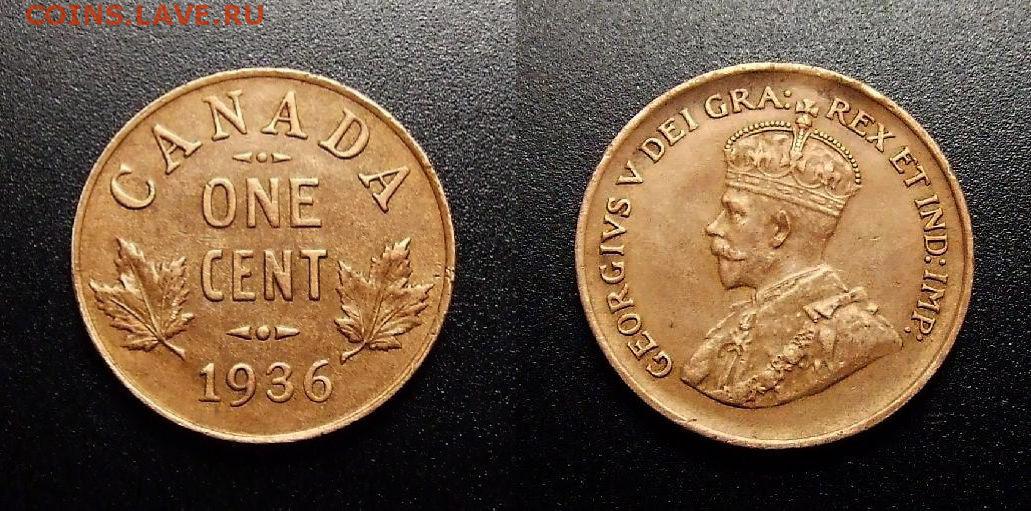 COINS.LAVE.RU
CANADA
ONE
CENT
1936
GEORGIVS V DEI GRA: REX ET IND: IMP: